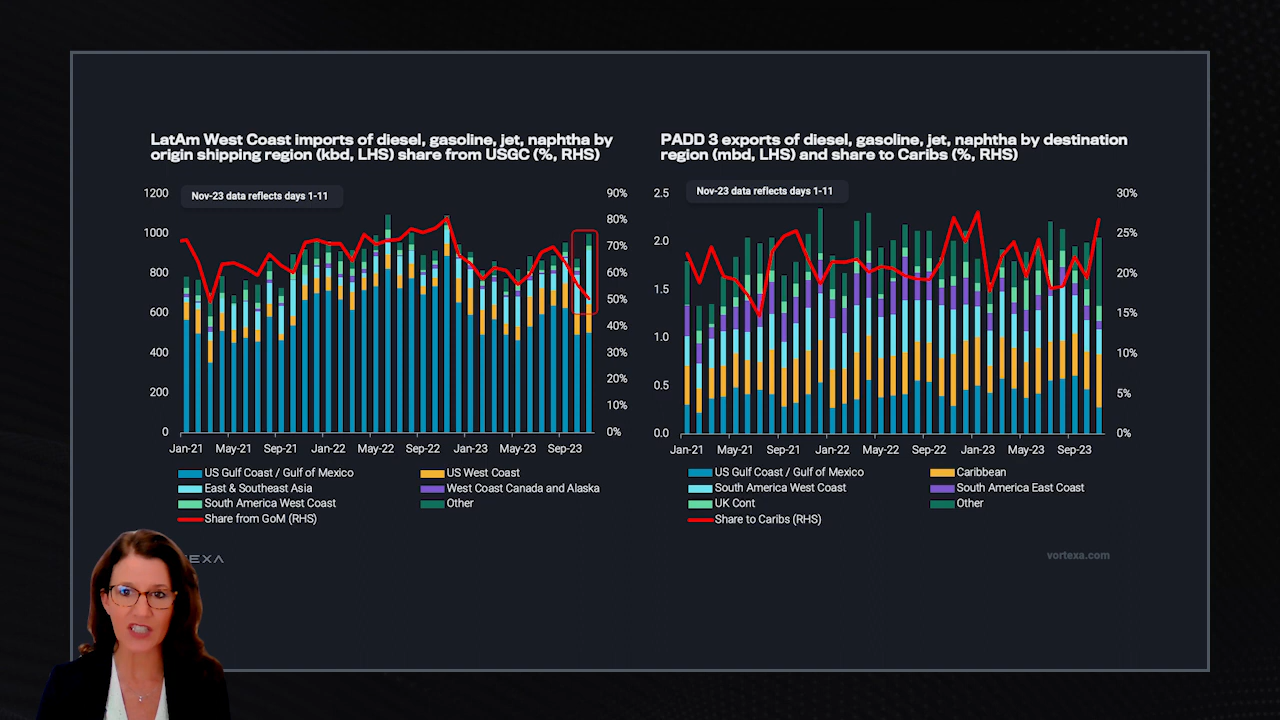 LatAm West Coast imports of diesel, gasoline, jet, naphtha by
origin shipping region (kbd, LHS) share from USGC (%, RHS)
Nov-23 data reflects days 1-11
1200
1000
800
600
400
200
0
90%
80%
70%
60%
50%
40%
30%
20%
10%
0%
Jan-21 May-21 Sep-21 Jan-22 May-22 Sep-22 Jan-23 May-23 Sep-23
US Gulf Coast / Gulf of Mexico US West Coast
East & Southeast Asia West Coast Canada and Alaska
South America West Coast Other
Share from GoM (RHS)
PADD 3 exports of diesel, gasoline, jet, naphtha by destination
region (mbd, LHS) and share to Caribs (%, RHS)
Nov-23 data reflects days 1-11
2.5
2.0
1.5
1.0
0.5
0.0
30%
25%
20%
15%
10%
5%
0%
Jan-21 May-21 Sep-21 Jan-22 May-22 Sep-22 Jan-23 May-23 Sep-23
US Gulf Coast / Gulf of Mexico Caribbean
South America West Coast South America East Coast
UK Cont Other
Share to Caribs (RHS)
TEXA
vortexa.com